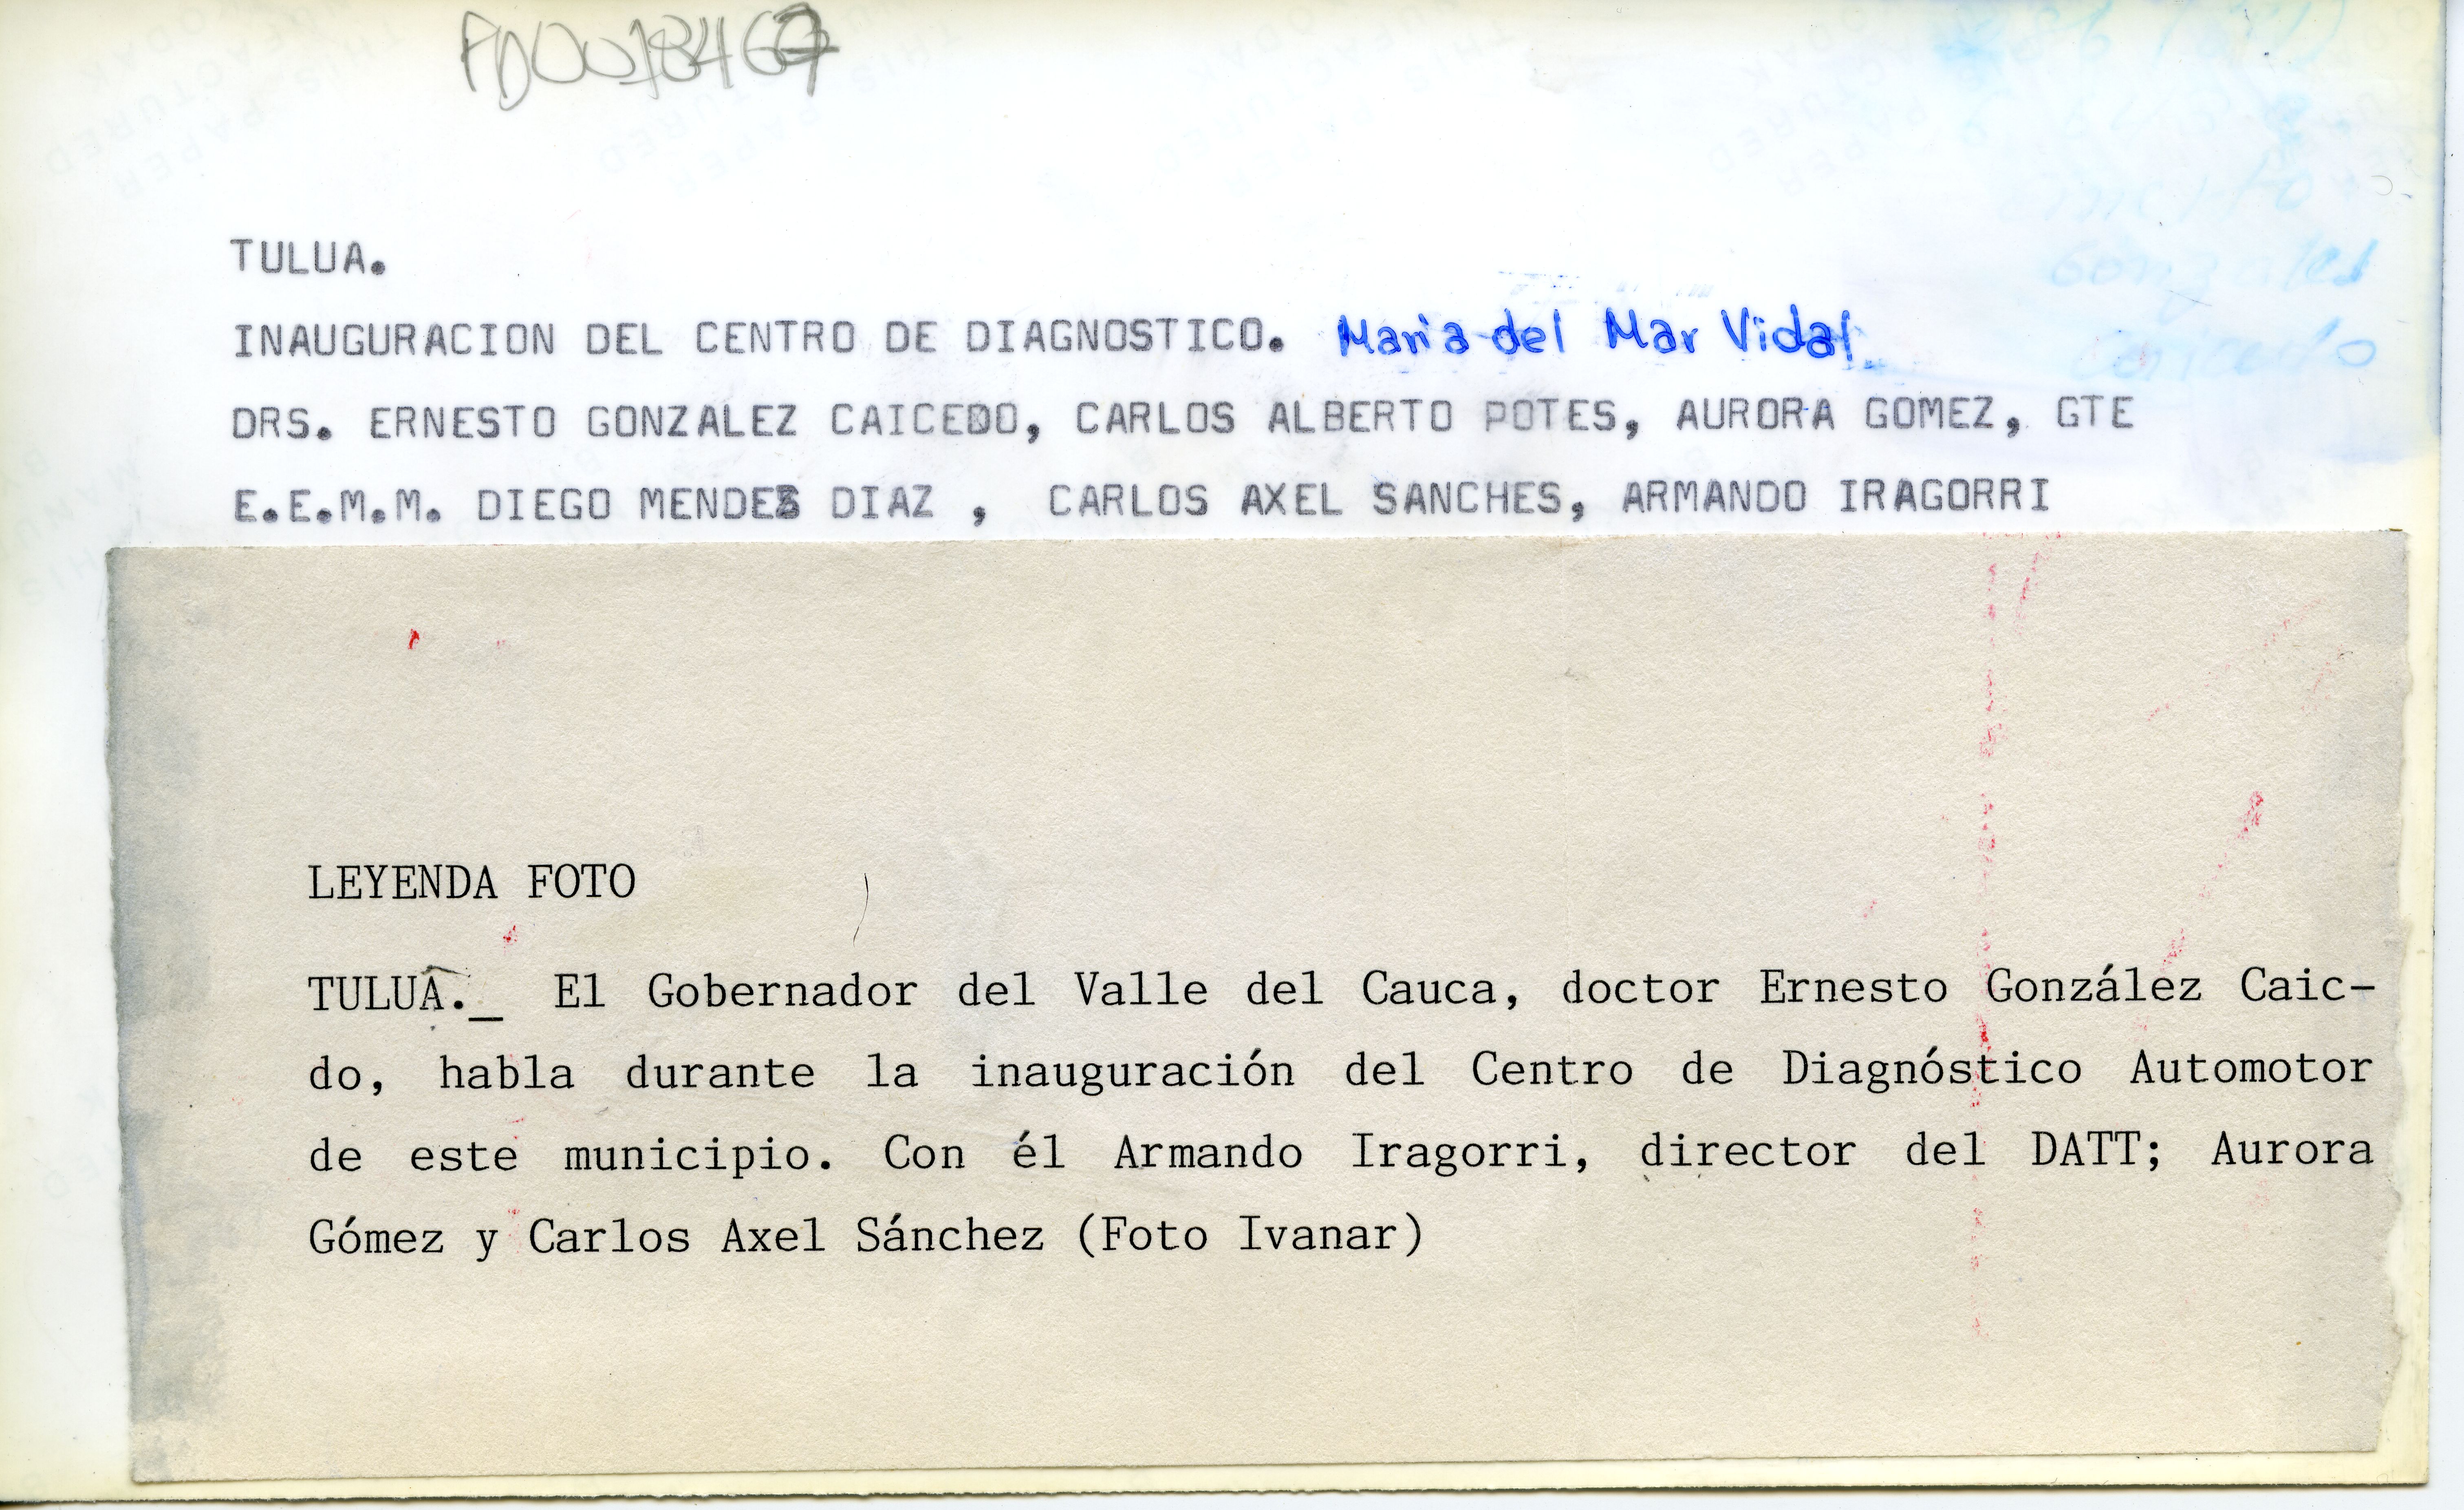 TULUA.
INAUGURACION DEL CENTRO DE DIAGNOSTICO. Maria del Mar Vidal
DRS. ERNESTO GONZALEZ CAICEDO, CARLOS ALBERTO POTES, AURORA GOMEZ, GTE
E.E.M.M. DIEGO MENDEZ DIAZ , CARLOS AXEL SANCHES, ARMANDO IRAGORRI
LEYENDA FOTO
TULUA._ El Gobernador del Valle del Cauca, doctor Ernesto González Caic-
do, habla durante la inauguración del Centro de Diagnóstico Automotor
de este municipio. Con él Armando Iragorri, director del DATT; Aurora
Gómez y Carlos Axel Sánchez (Foto Ivanar)